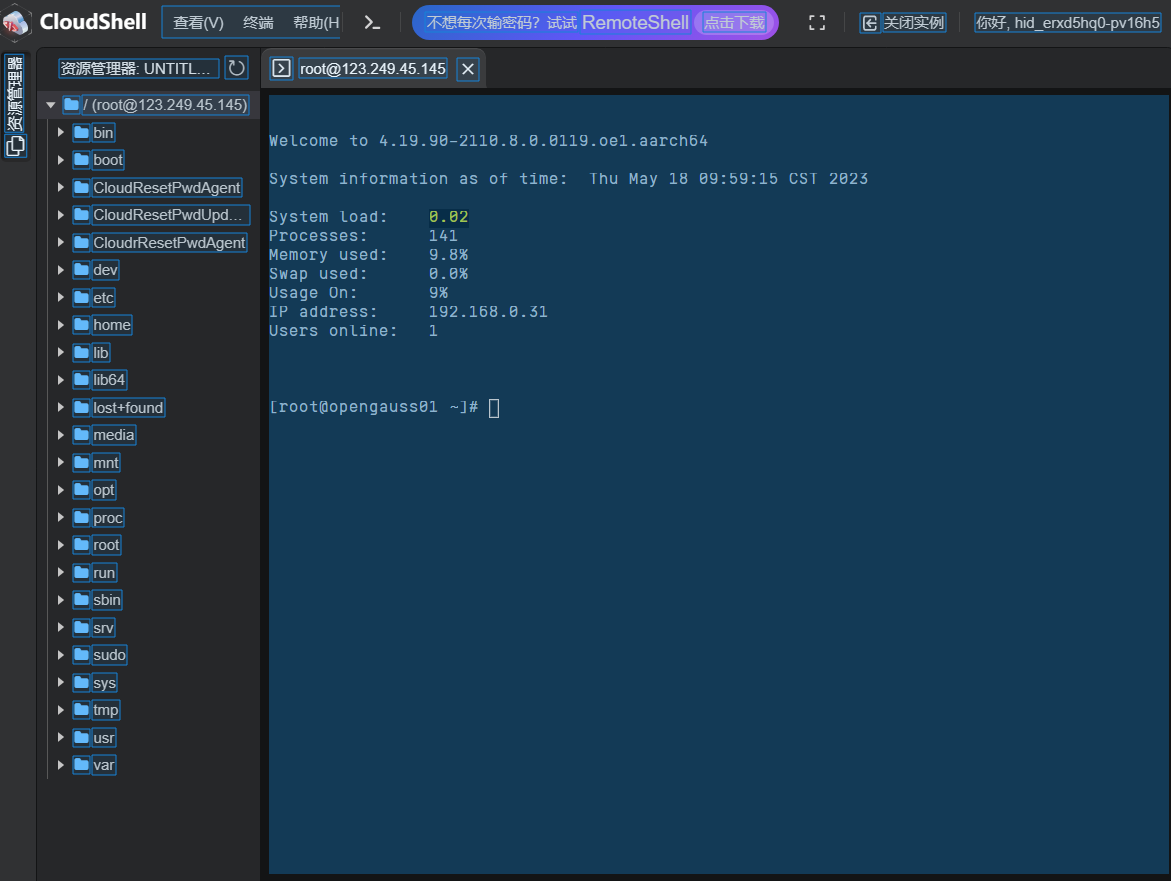 CloudShell 查看(V) 终端 帮助(H 不想每次输密码？试试 RemoteShell 点击下载 关闭实例 你好, hid_erxd5hq0-pv16h5
资源管理器
资源管理器: UNTITL...
root@123.249.45.145
/ (root@123.249.45.145)
bin
boot
CloudResetPwdAgent
CloudResetPwdUpd...
CloudrResetPwdAgent
dev
etc
home
lib
lib64
lost+found
media
mnt
opt
proc
root
run
sbin
srv
sudo
sys
tmp
usr
var
Welcome to 4.19.90-2110.8.0.0119.oe1.aarch64
System information as of time:  Thu May 18 09:59:15 CST 2023
System load:    0.02
Processes:      141
Memory used:    9.8%
Swap used:      0.0%
Usage On:       9%
IP address:     192.168.0.31
Users online:   1
[root@opengauss01 ~]#